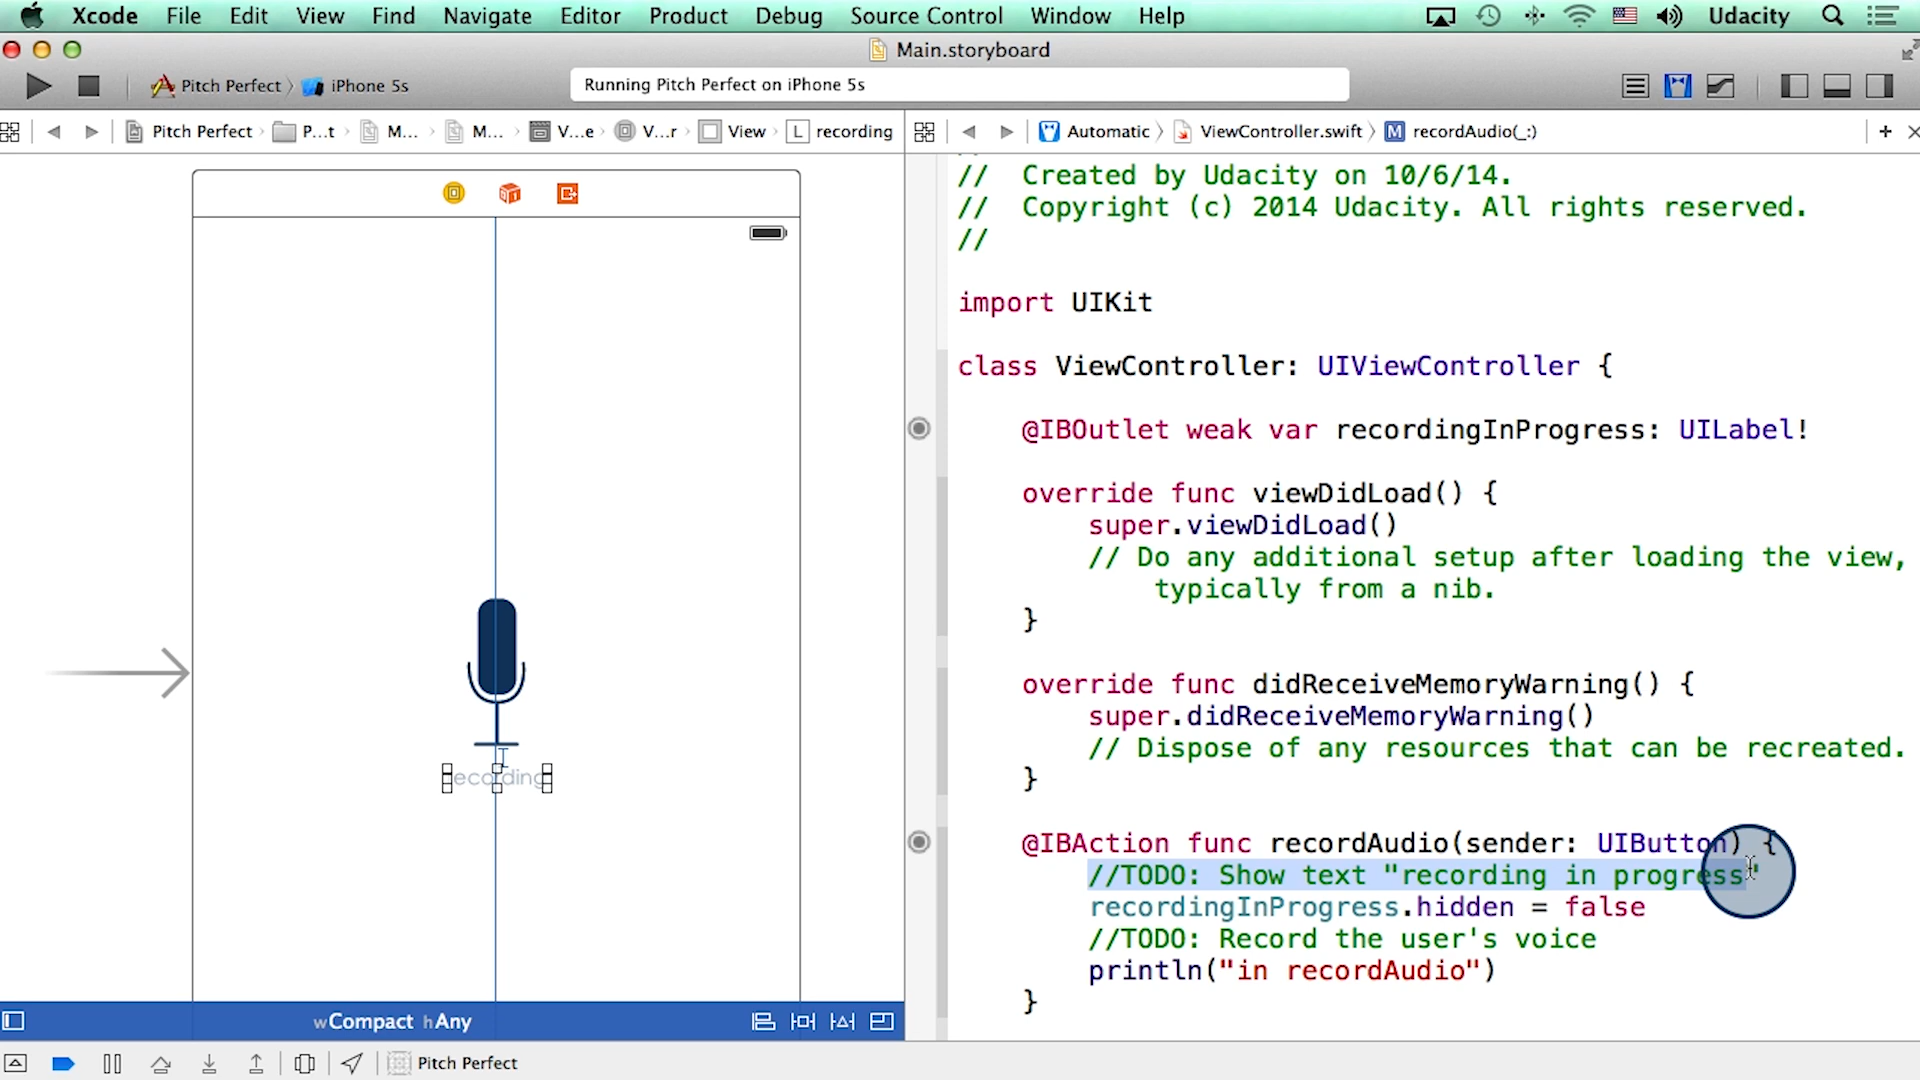 Xcode File Edit View Find Navigate Editor Product Debug Source Control Window Help Udacity
Main.storyboard
Pitch Perfect iPhone 5s
Running Pitch Perfect on iPhone 5s
Pitch Perfect P...t M... M... V...e V...r View L recording
Automatic ViewController.swift M recordAudio(_:)
// Created by Udacity on 10/6/14.
// Copyright (c) 2014 Udacity. All rights reserved.
//
import UIKit
class ViewController: UIViewController {
@IBOutlet weak var recordingInProgress: UILabel!
override func viewDidLoad() {
super.viewDidLoad()
// Do any additional setup after loading the view,
typically from a nib.
}
override func didReceiveMemoryWarning() {
super.didReceiveMemoryWarning()
// Dispose of any resources that can be recreated.
}
@IBAction func recordAudio(sender: UIButton) {
//TODO: Show text "recording in progress"
recordingInProgress.hidden = false
//TODO: Record the user's voice
println("in recordAudio")
}
recording
wCompact hAny
Pitch Perfect